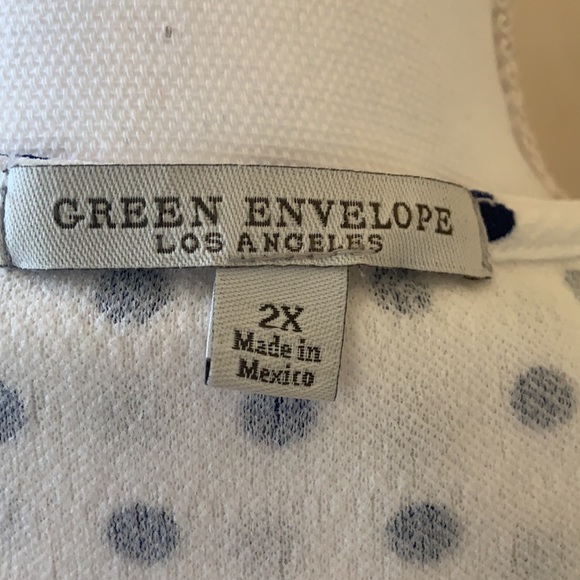 GREEN ENVELOPE
LOS ANGELES
2X
Made in
Mexico